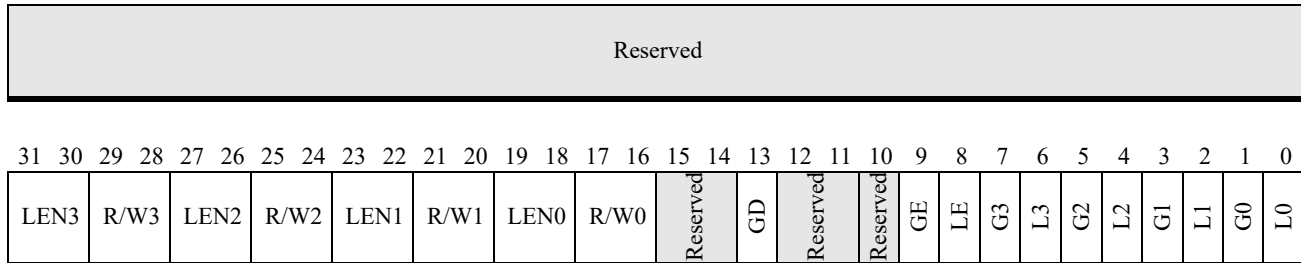 Reserved
31 30 29 28 27 26 25 24 23 22 21 20 19 18 17 16 15 14 13 12 11 10 9 8 7 6 5 4 3 2 1 0
LEN3 R/W3 LEN2 R/W2 LEN1 R/W1 LEN0 R/W0 Reserved GD Reserved Reserved GE LE G3 L3 G2 L2 G1 L1 G0 L0